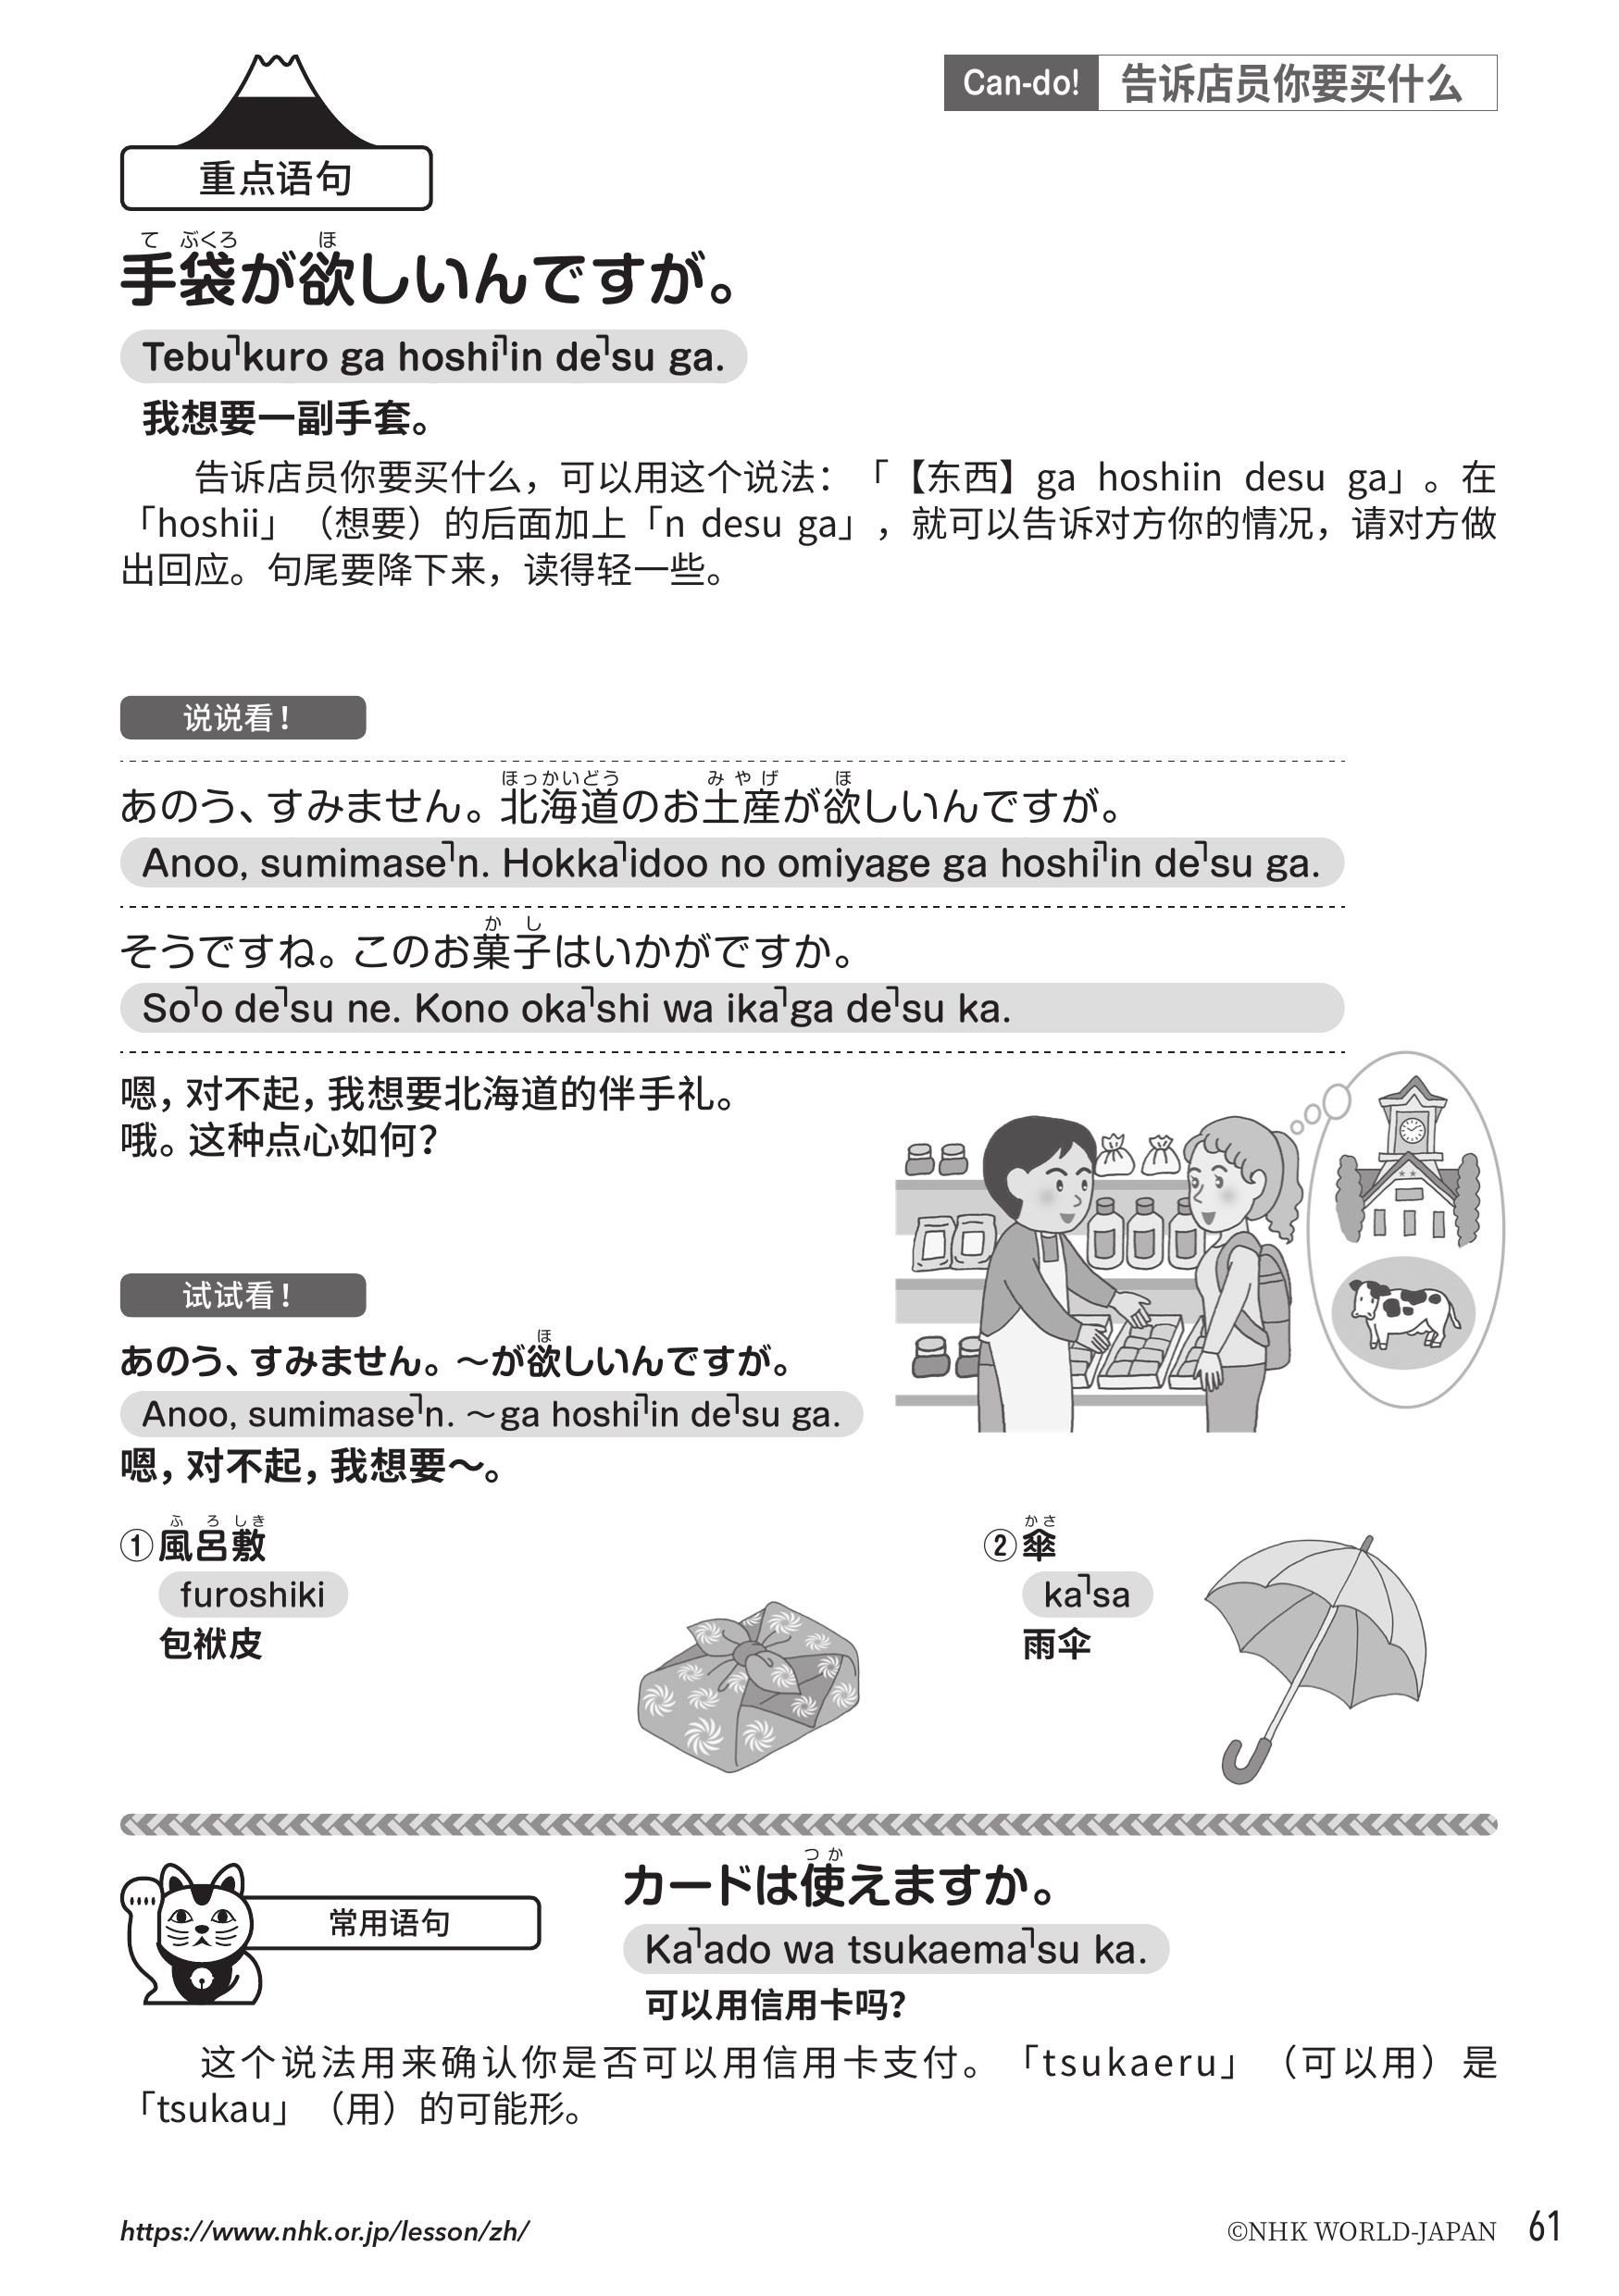 Can-do! 告诉店员你要买什么
重点语句
て ぶくろ ほ
手袋が欲しいんですが。
Tebu˥kuro ga hoshi˥in de˥su ga.
我想要一副手套。
告诉店员你要买什么，可以用这个说法：「【东西】ga hoshiin desu ga」。在
「hoshii」（想要）的后面加上「n desu ga」，就可以告诉对方你的情况，请对方做
出回应。句尾要降下来，读得轻一些。
说说看！
ほっかいどう みやげ ほ
あのう、すみません。北海道のお土産が欲しいんですが。
Anoo, sumimase˥n. Hokka˥idoo no omiyage ga hoshi˥in de˥su ga.
か し
そうですね。このお菓子はいかがですか。
So˥o de˥su ne. Kono oka˥shi wa ika˥ga de˥su ka.
嗯，对不起，我想要北海道的伴手礼。
哦。这种点心如何？
试试看！
ほ
あのう、すみません。～が欲しいんですが。
Anoo, sumimase˥n. ～ga hoshi˥in de˥su ga.
嗯，对不起，我想要～。
ふ ろ しき
①風呂敷
furoshiki
包袱皮
かさ
②傘
ka˥sa
雨伞
常用语句
つか
カードは使えますか。
Ka˥ado wa tsukaema˥su ka.
可以用信用卡吗？
这个说法用来确认你是否可以用信用卡支付。「tsukaeru」（可以用）是
「tsukau」（用）的可能形。
https://www.nhk.or.jp/lesson/zh/
©NHK WORLD-JAPAN 61